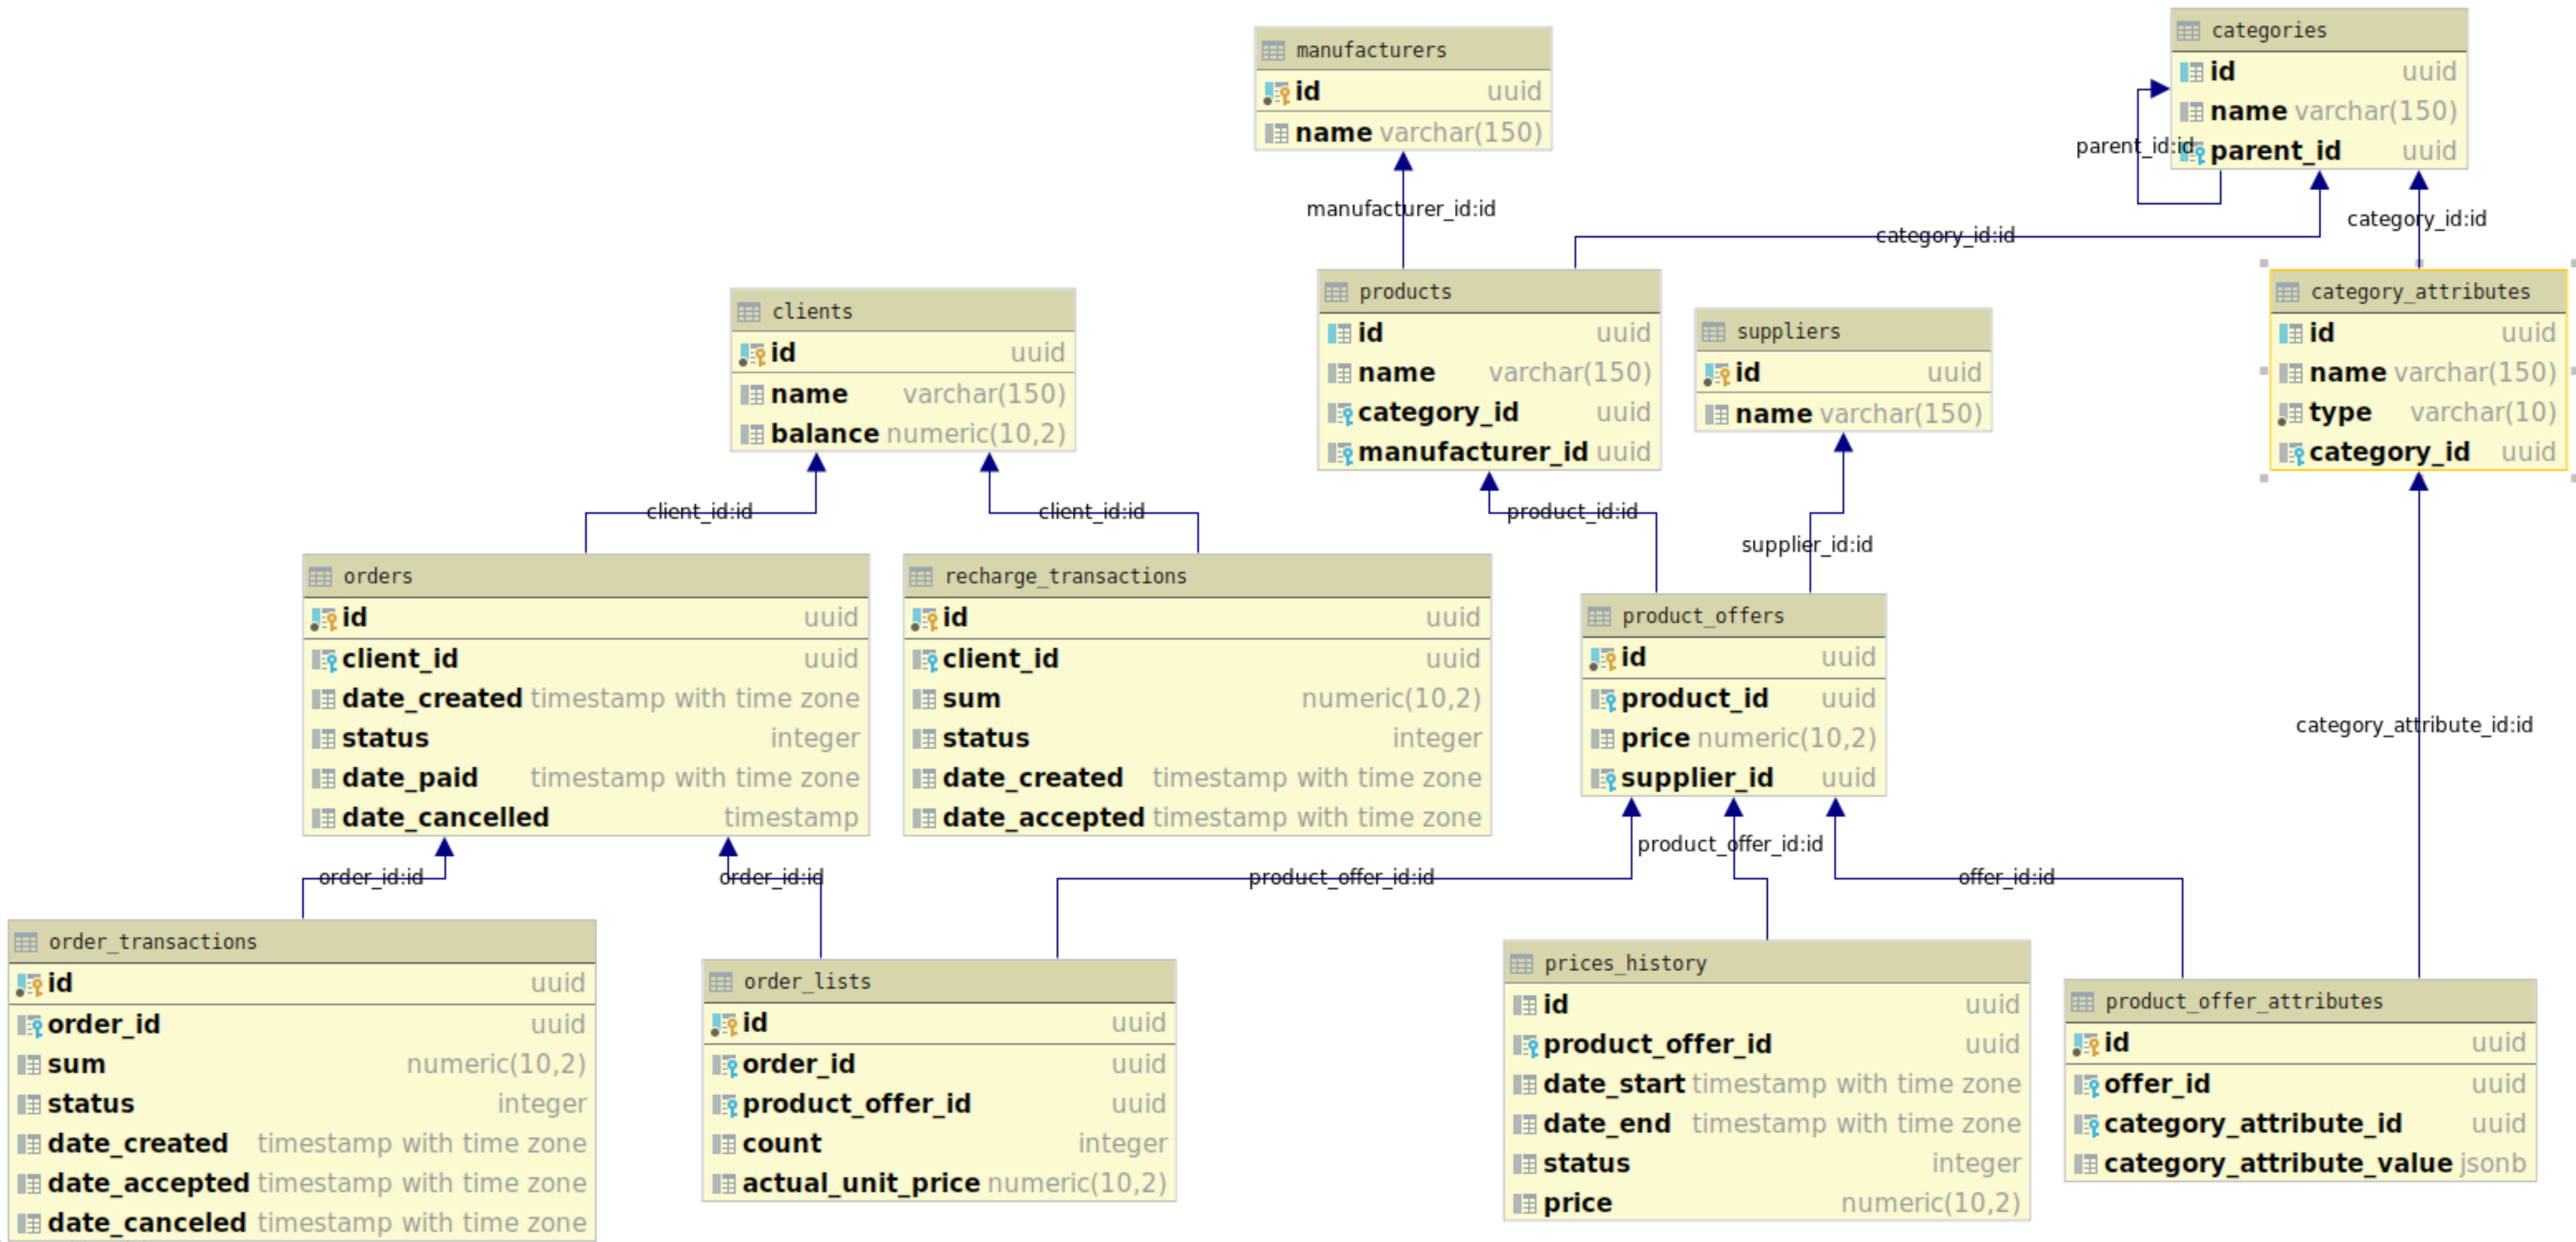 manufacturers
id uuid
name varchar(150)
categories
id uuid
name varchar(150)
parent_id uuid
parent_id:id
manufacturer_id:id
category_id:id
category_id:id
clients
id uuid
name varchar(150)
balance numeric(10,2)
products
id uuid
name varchar(150)
category_id uuid
manufacturer_id uuid
suppliers
id uuid
name varchar(150)
category_attributes
id uuid
name varchar(150)
type varchar(10)
category_id uuid
client_id:id
client_id:id
product_id:id
supplier_id:id
orders
id uuid
client_id uuid
date_created timestamp with time zone
status integer
date_paid timestamp with time zone
date_cancelled timestamp
recharge_transactions
id uuid
client_id uuid
sum numeric(10,2)
status integer
date_created timestamp with time zone
date_accepted timestamp with time zone
product_offers
id uuid
product_id uuid
price numeric(10,2)
supplier_id uuid
category_attribute_id:id
order_id:id
order_id:id
product_offer_id:id
product_offer_id:id
offer_id:id
order_transactions
id uuid
order_id uuid
sum numeric(10,2)
status integer
date_created timestamp with time zone
date_accepted timestamp with time zone
date_canceled timestamp with time zone
order_lists
id uuid
order_id uuid
product_offer_id uuid
count integer
actual_unit_price numeric(10,2)
prices_history
id uuid
product_offer_id uuid
date_start timestamp with time zone
date_end timestamp with time zone
status integer
price numeric(10,2)
product_offer_attributes
id uuid
offer_id uuid
category_attribute_id uuid
category_attribute_value jsonb